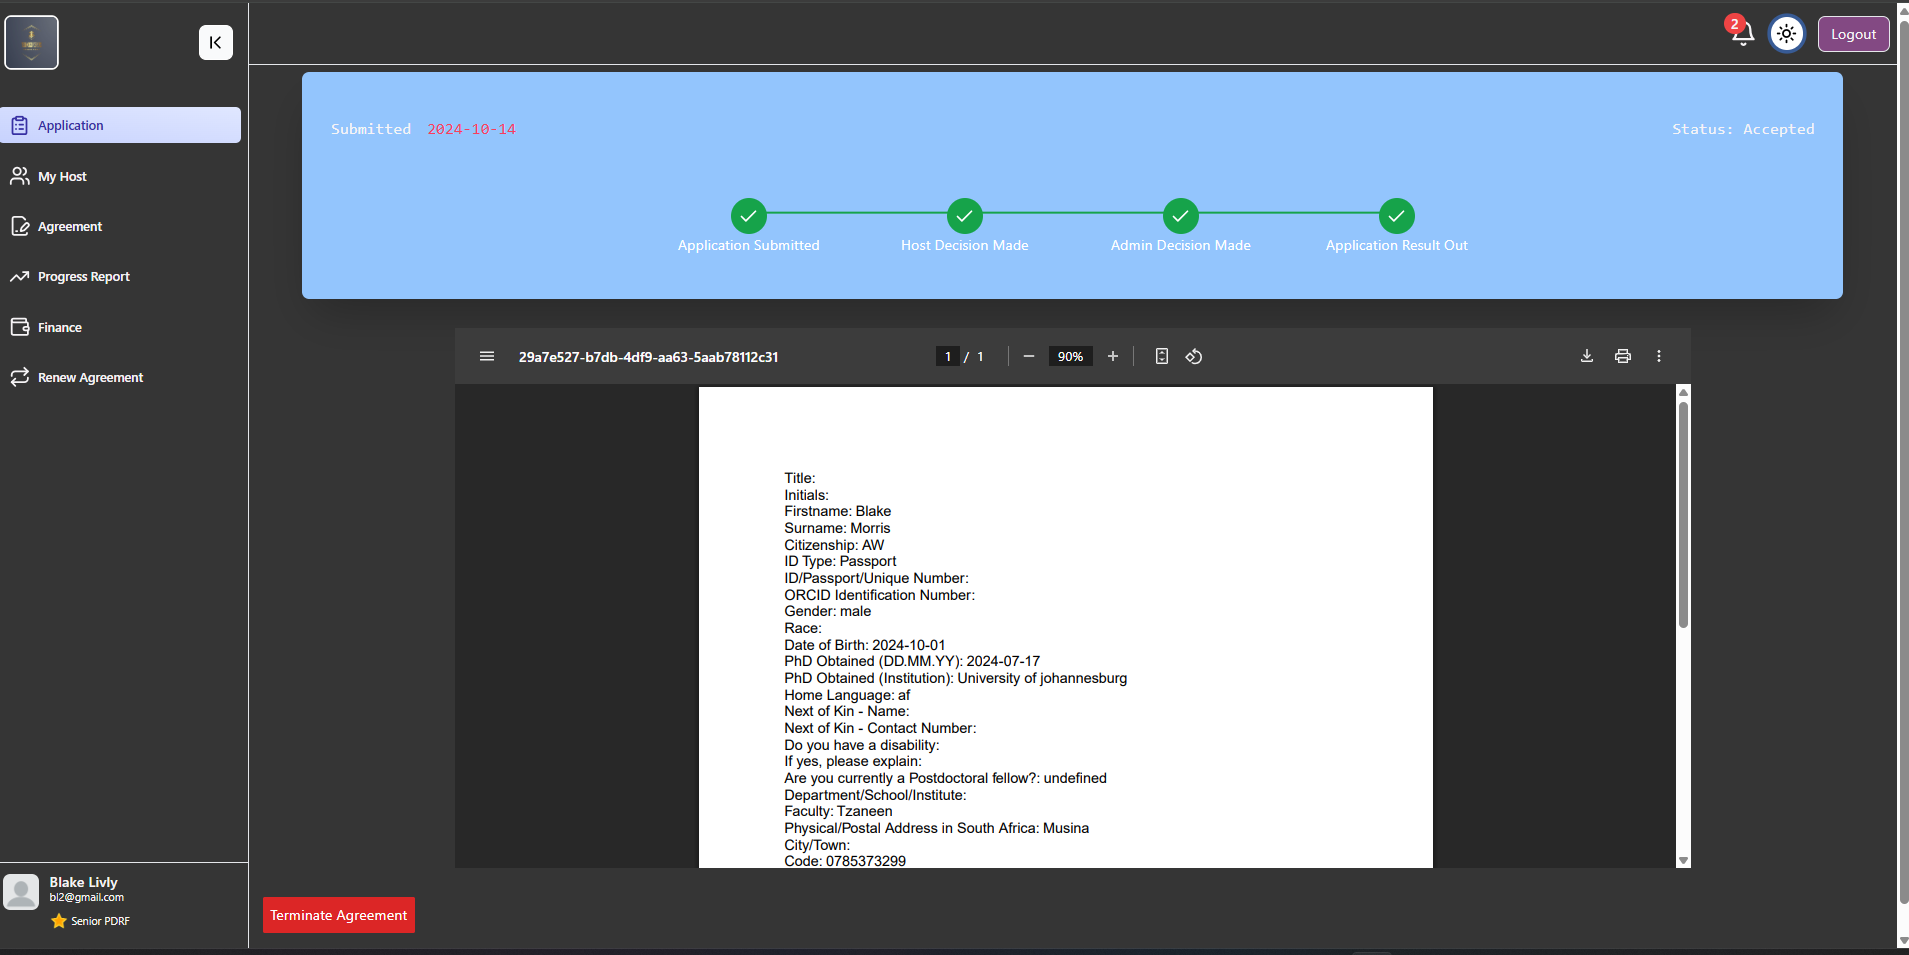 2
Logout
Application
My Host
Agreement
Progress Report
Finance
Renew Agreement
Submitted 2024-10-14
Status: Accepted
Application Submitted
Host Decision Made
Admin Decision Made
Application Result Out
29a7e527-b7db-4df9-aa63-5aab78112c31
1 / 1
90%
Title:
Initials:
Firstname: Blake
Surname: Morris
Citizenship: AW
ID Type: Passport
ID/Passport/Unique Number:
ORCID Identification Number:
Gender: male
Race:
Date of Birth: 2024-10-01
PhD Obtained (DD.MM.YY): 2024-07-17
PhD Obtained (Institution): University of johannesburg
Home Language: af
Next of Kin - Name:
Next of Kin - Contact Number:
Do you have a disability:
If yes, please explain:
Are you currently a Postdoctoral fellow?: undefined
Department/School/Institute:
Faculty: Tzaneen
Physical/Postal Address in South Africa: Musina
City/Town:
Code: 0785373299
Blake Livly
bl2@gmail.com
Senior PDRF
Terminate Agreement